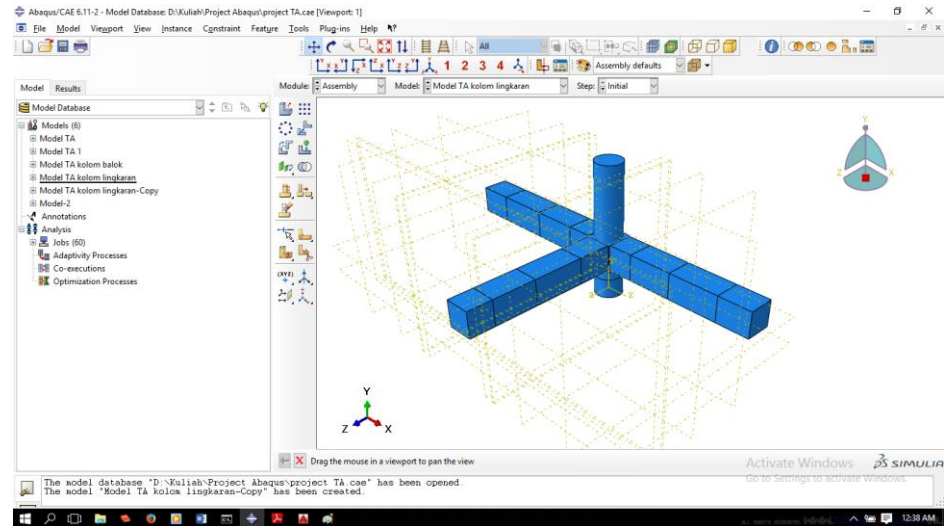 Abaqus/CAE 6.11-2 - Model Database: D:\Kuliah\Project Abaqus\project TA.cae [Viewport: 1]
File Model Viewport View Instance Constraint Feature Tools Plug-ins Help
All
1 2 3 4
Assembly defaults
Model Results
Module: Assembly Model: Model TA kolom lingkaran Step: Initial
Model Database
Models (6)
Model TA
Model TA 1
Model TA kolom balok
Model TA kolom lingkaran
Model TA kolom lingkaran-Copy
Model-2
Annotations
Analysis
Jobs (60)
Adaptivity Processes
Co-executions
Optimization Processes
(XYZ)
Y
Z X
Y
Z X
Drag the mouse in a viewport to pan the view
Activate Windows
Go to Settings to activate Windows.
SIMULIA
The model database "D:\Kuliah\Project Abaqus\project TA.cae" has been opened.
The model "Model TA kolom lingkaran-Copy" has been created.
12:38 AM